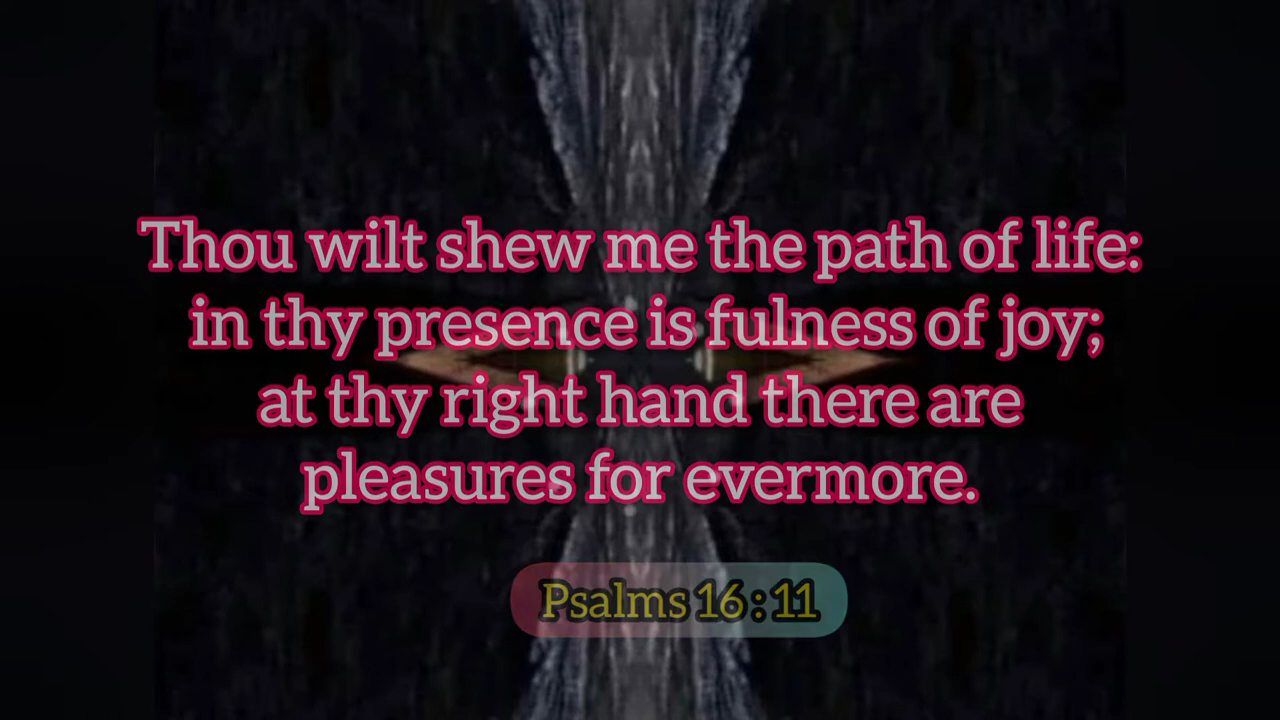 Thou wilt shew me the path of life:
in thy presence is fulness of joy;
at thy right hand there are
pleasures for evermore.
Psalms 16:11